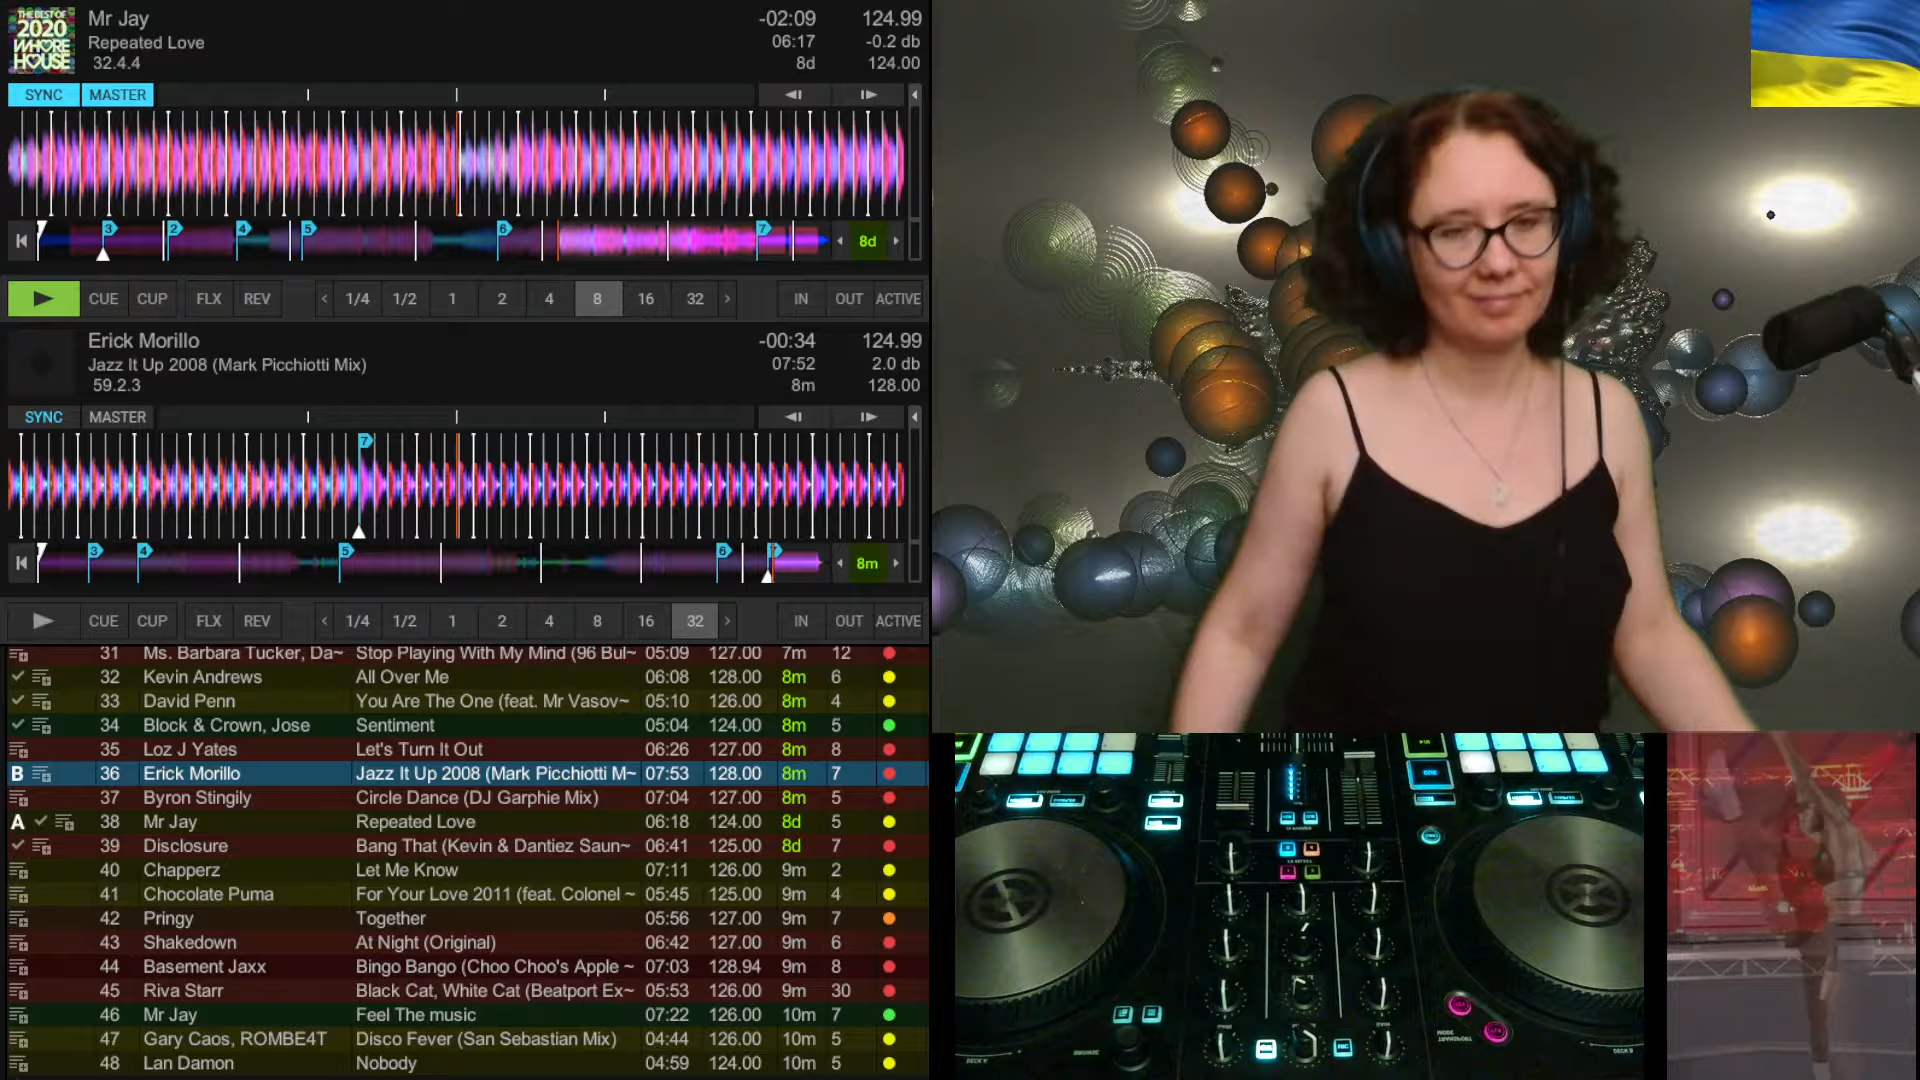 THE BEST OF
2020
WHORE
HOUSE
Mr Jay
Repeated Love
32.4.4
-02:09 124.99
06:17 -0.2 db
8d 124.00
SYNC MASTER
3 2 4 5 6 7 8d
CUE CUP FLX REV 1/4 1/2 1 2 4 8 16 32 IN OUT ACTIVE
Erick Morillo
Jazz It Up 2008 (Mark Picchiotti Mix)
59.2.3
-00:34 124.99
07:52 2.0 db
8m 128.00
SYNC MASTER
7
3 4 5 6 8m
CUE CUP FLX REV 1/4 1/2 1 2 4 8 16 32 IN OUT ACTIVE
31 Ms. Barbara Tucker, Da~ Stop Playing With My Mind (96 Bul~ 05:09 127.00 7m 12
32 Kevin Andrews All Over Me 06:08 128.00 8m 6
33 David Penn You Are The One (feat. Mr Vasov~ 05:10 126.00 8m 4
34 Block & Crown, Jose Sentiment 05:04 124.00 8m 5
35 Loz J Yates Let's Turn It Out 06:26 127.00 8m 8
B 36 Erick Morillo Jazz It Up 2008 (Mark Picchiotti M~ 07:53 128.00 8m 7
37 Byron Stingily Circle Dance (DJ Garphie Mix) 07:04 127.00 8m 5
A 38 Mr Jay Repeated Love 06:18 124.00 8d 5
39 Disclosure Bang That (Kevin & Dantiez Saun~ 06:41 125.00 8d 7
40 Chapperz Let Me Know 07:11 126.00 9m 2
41 Chocolate Puma For Your Love 2011 (feat. Colonel ~ 05:45 125.00 9m 4
42 Pringy Together 05:56 127.00 9m 7
43 Shakedown At Night (Original) 06:42 127.00 9m 6
44 Basement Jaxx Bingo Bango (Choo Choo's Apple ~ 07:03 128.94 9m 8
45 Riva Starr Black Cat, White Cat (Beatport Ex~ 05:53 126.00 9m 30
46 Mr Jay Feel The music 07:22 126.00 10m 7
47 Gary Caos, ROMBE4T Disco Fever (San Sebastian Mix) 04:44 126.00 10m 5
48 Lan Damon Nobody 04:59 124.00 10m 5